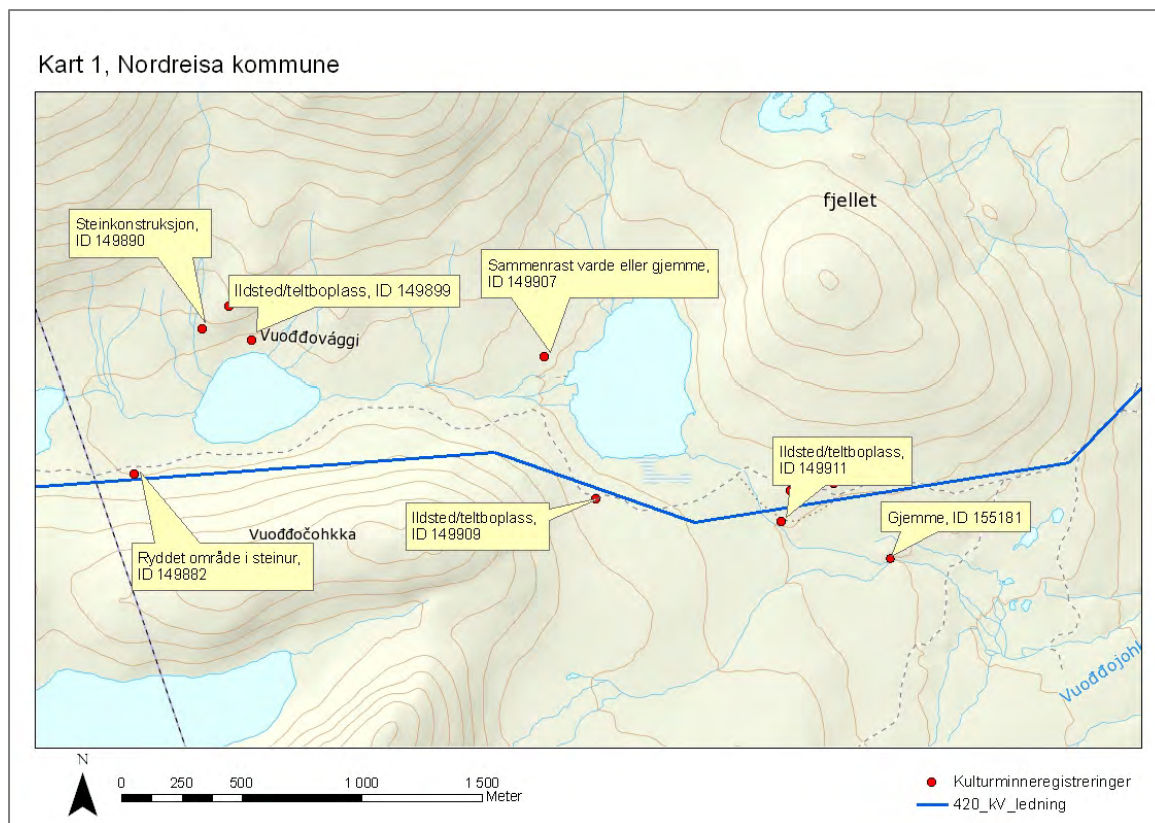 Kart 1, Nordreisa kommune
fjellet
Steinkonstruksjon,
ID 149890
Ildsted/teltboplass, ID 149899
Sammenrast varde eller gjemme,
ID 149907
Vuođđovággi
Ildsted/teltboplass,
ID 149911
Ildsted/teltboplass,
ID 149909
Gjemme, ID 155181
Vuođđočohkka
Ryddet område i steinur,
ID 149882
Vuođđojohk
N
0 250 500 1 000 1 500
Meter
Kulturminneregistreringer
420_kV_ledning